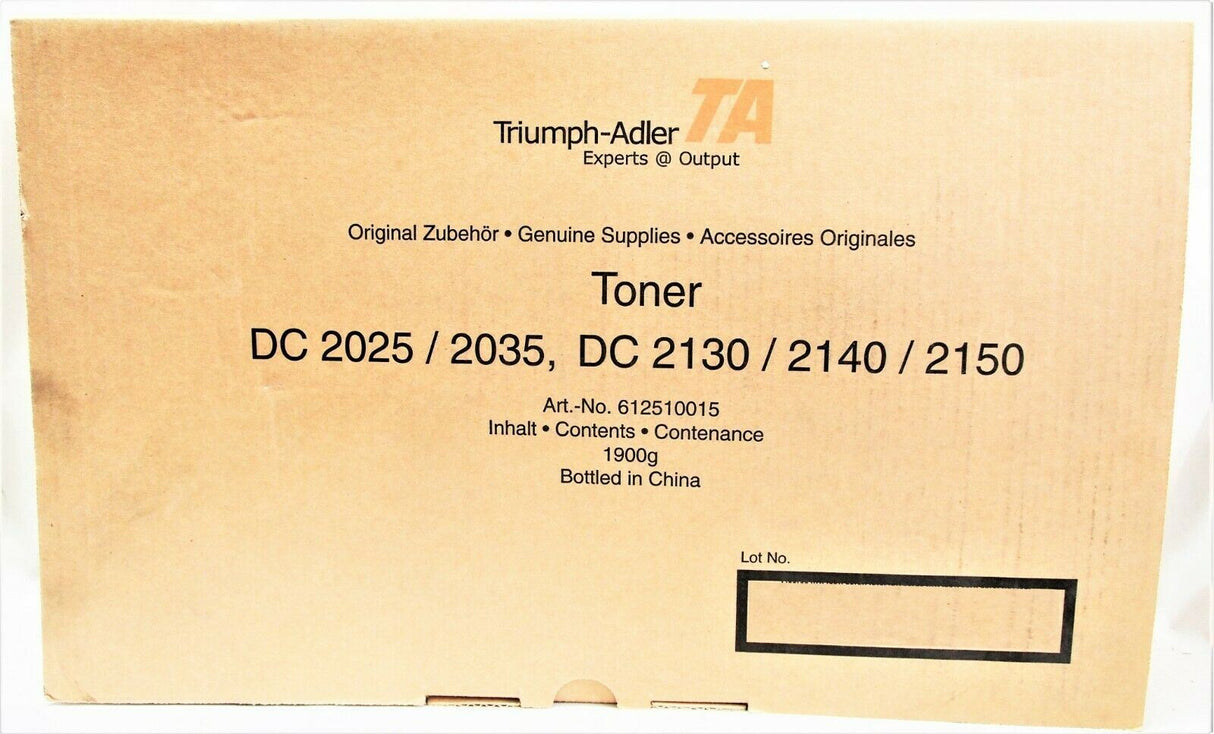 TA
Triumph-Adler
Experts @ Output
Original Zubehör • Genuine Supplies • Accessoires Originales
Toner
DC 2025 / 2035, DC 2130 / 2140 / 2150
Art.-No. 612510015
Inhalt • Contents • Contenance
1900g
Bottled in China
Lot No.